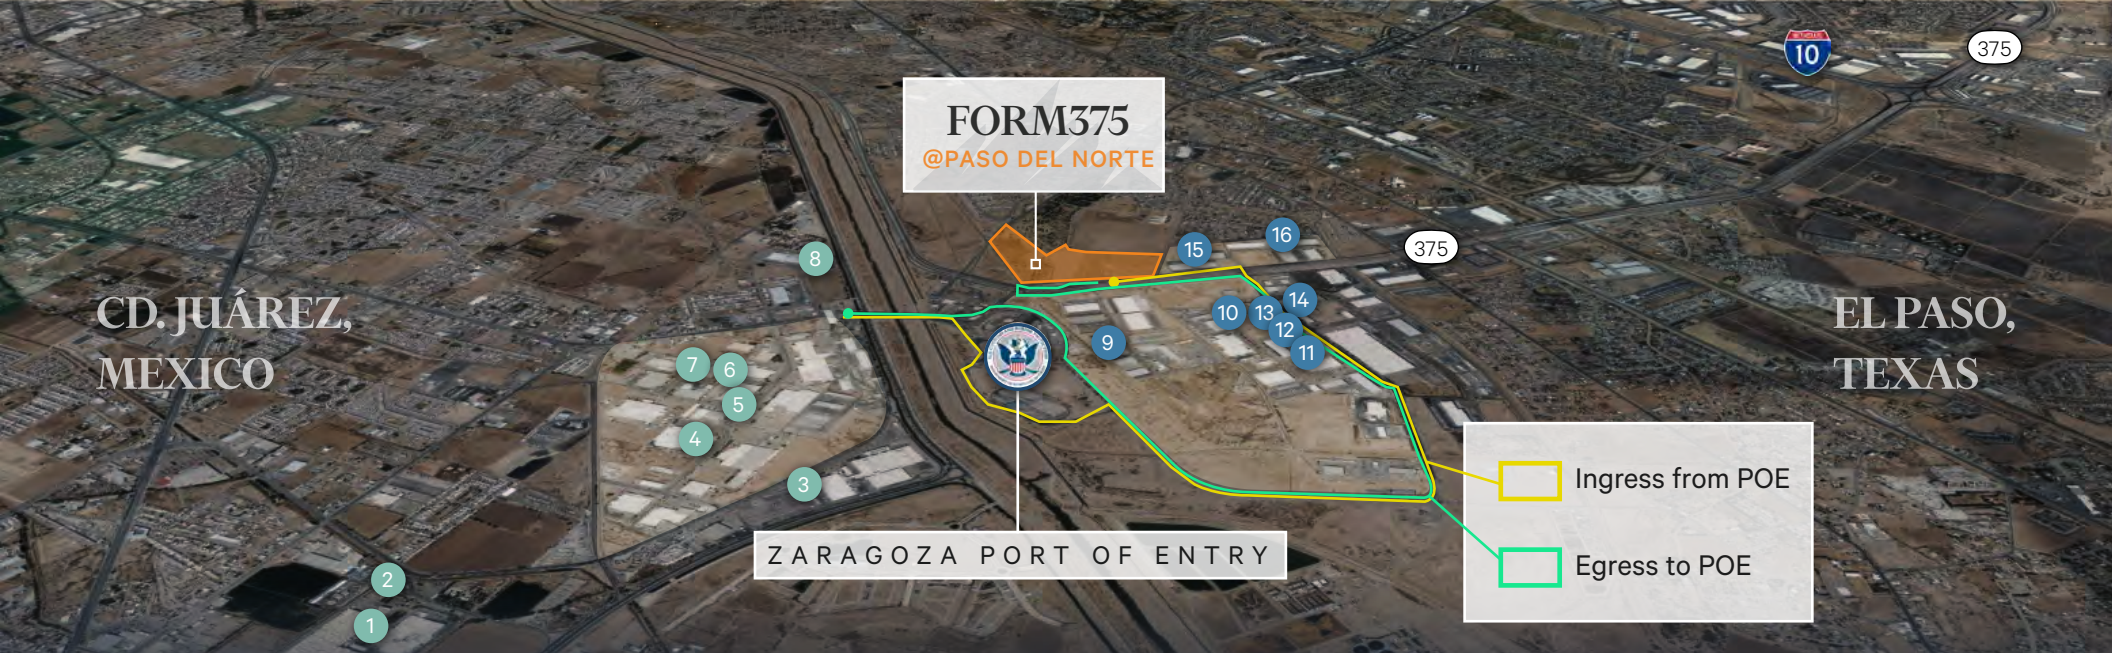 10
375
FORM375
@PASO DEL NORTE
16
15
375
8
CD. JUÁREZ,
MEXICO
14
10
13
12
11
9
EL PASO,
TEXAS
7
6
5
4
3
Ingress from POE
Egress to POE
ZARAGOZA PORT OF ENTRY
2
1